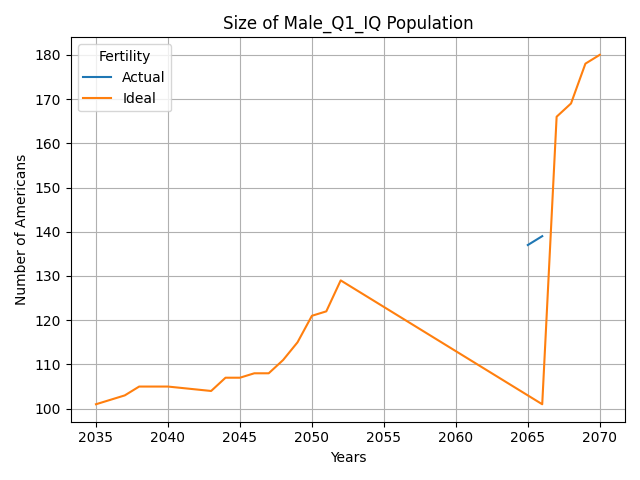 Size of Male_Q1_IQ Population
Fertility
Actual
Ideal
Number of Americans
180
170
160
150
140
130
120
110
100
2035
2040
2045
2050
2055
2060
2065
2070
Years